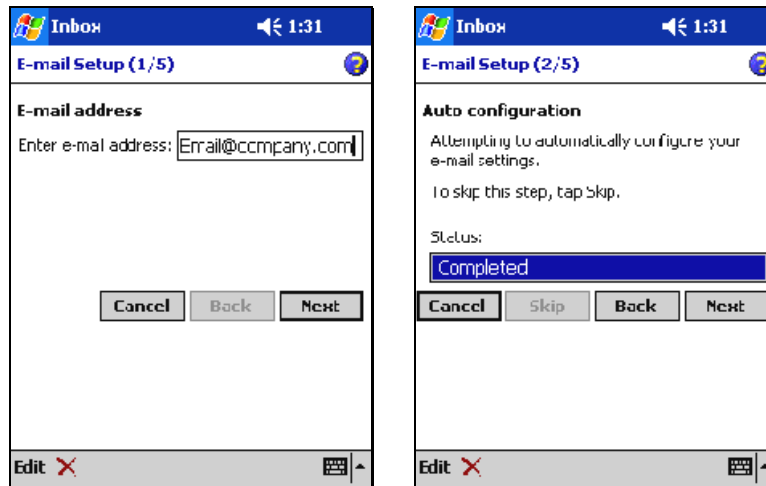 Inbox 1:31
E-mail Setup (1/5)
E-mail address
Enter e-mail address: Email@company.com
Cancel Back Next
Edit
Inbox 1:31
E-mail Setup (2/5)
Auto configuration
Attempting to automatically configure your
e-mail settings.
To skip this step, tap Skip.
Status:
Completed
Cancel Skip Back Next
Edit